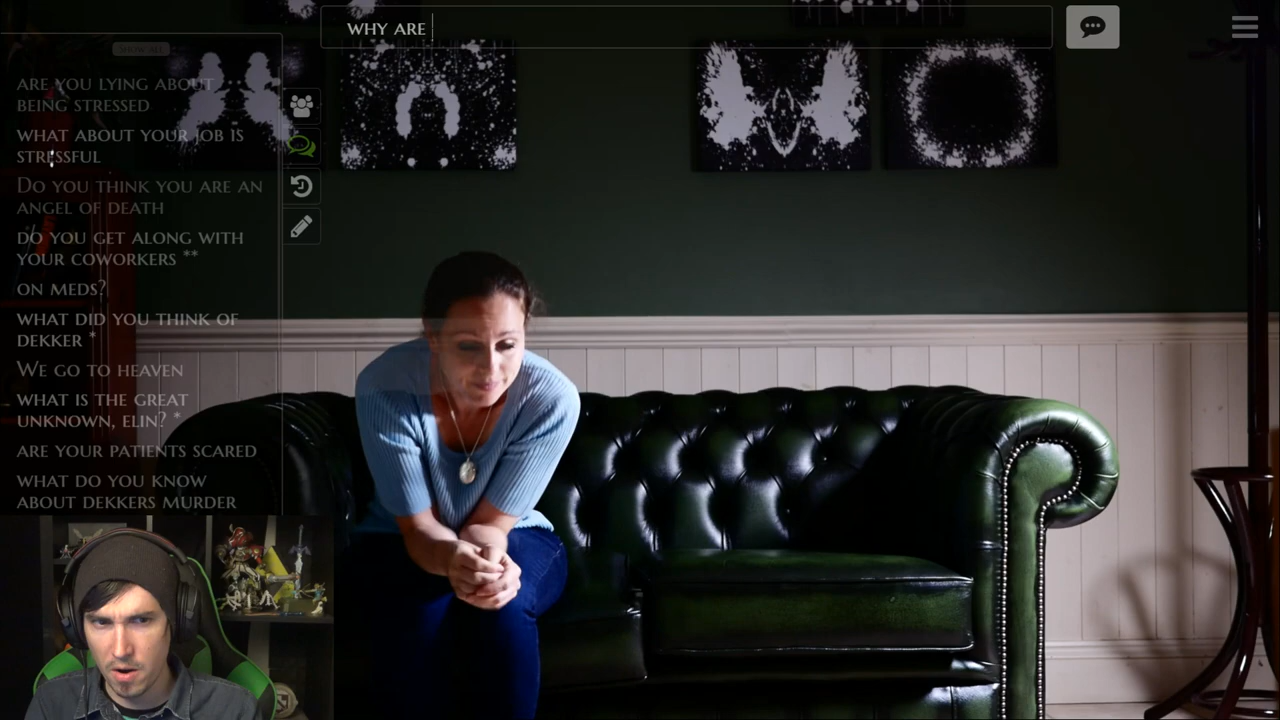 WHY ARE
SHOW ALL
ARE YOU LYING ABOUT
BEING STRESSED
WHAT ABOUT YOUR JOB IS
STRESSFUL
DO YOU THINK YOU ARE AN
ANGEL OF DEATH
DO YOU GET ALONG WITH
YOUR COWORKERS **
ON MEDS?
WHAT DID YOU THINK OF
DEKKER *
WE GO TO HEAVEN
WHAT IS THE GREAT
UNKNOWN, ELIN? *
ARE YOUR PATIENTS SCARED
WHAT DO YOU KNOW
ABOUT DEKKERS MURDER